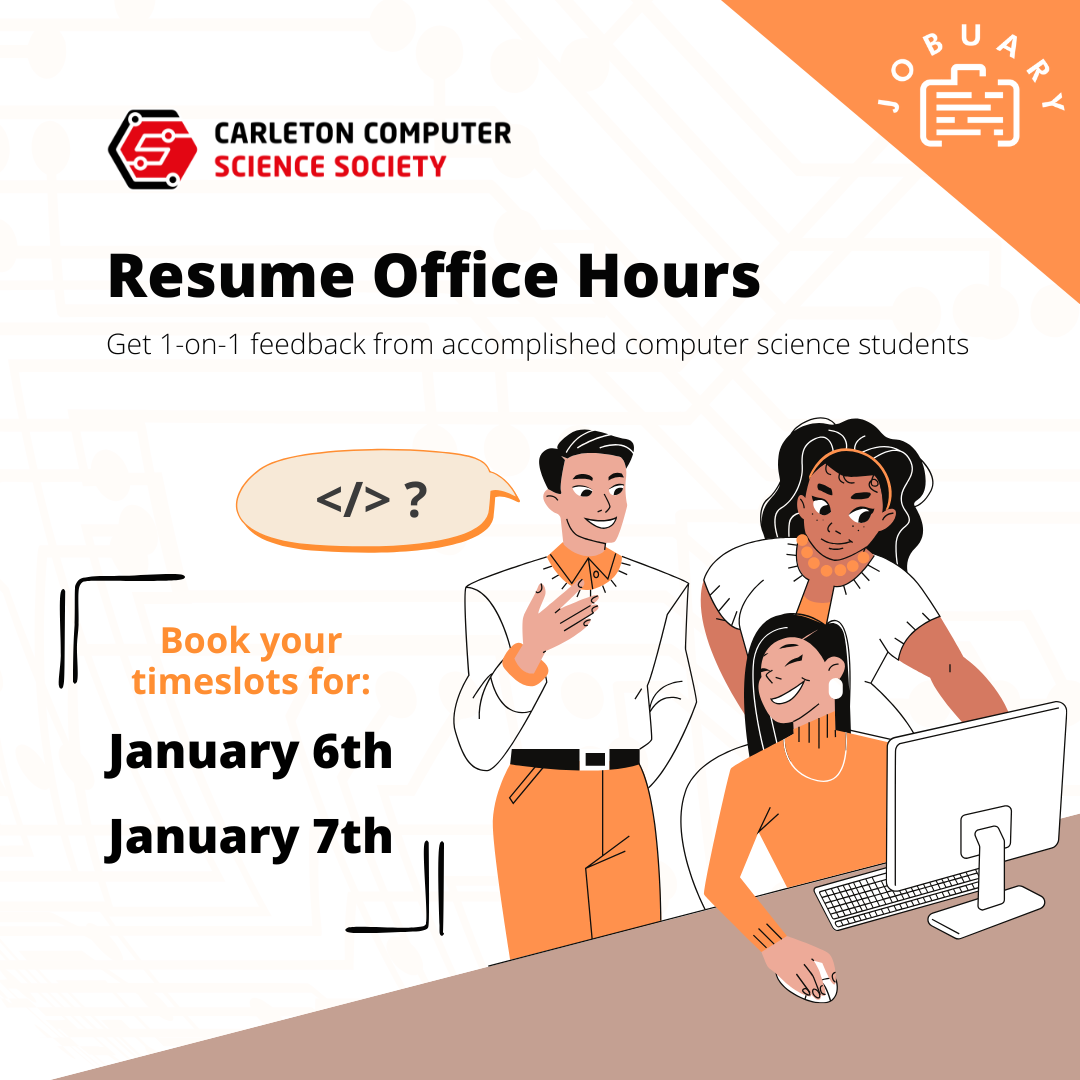 JOBUARY
CARLETON COMPUTER
SCIENCE SOCIETY
Resume Office Hours
Get 1-on-1 feedback from accomplished computer science students
</> ?
Book your
timeslots for:
January 6th
January 7th